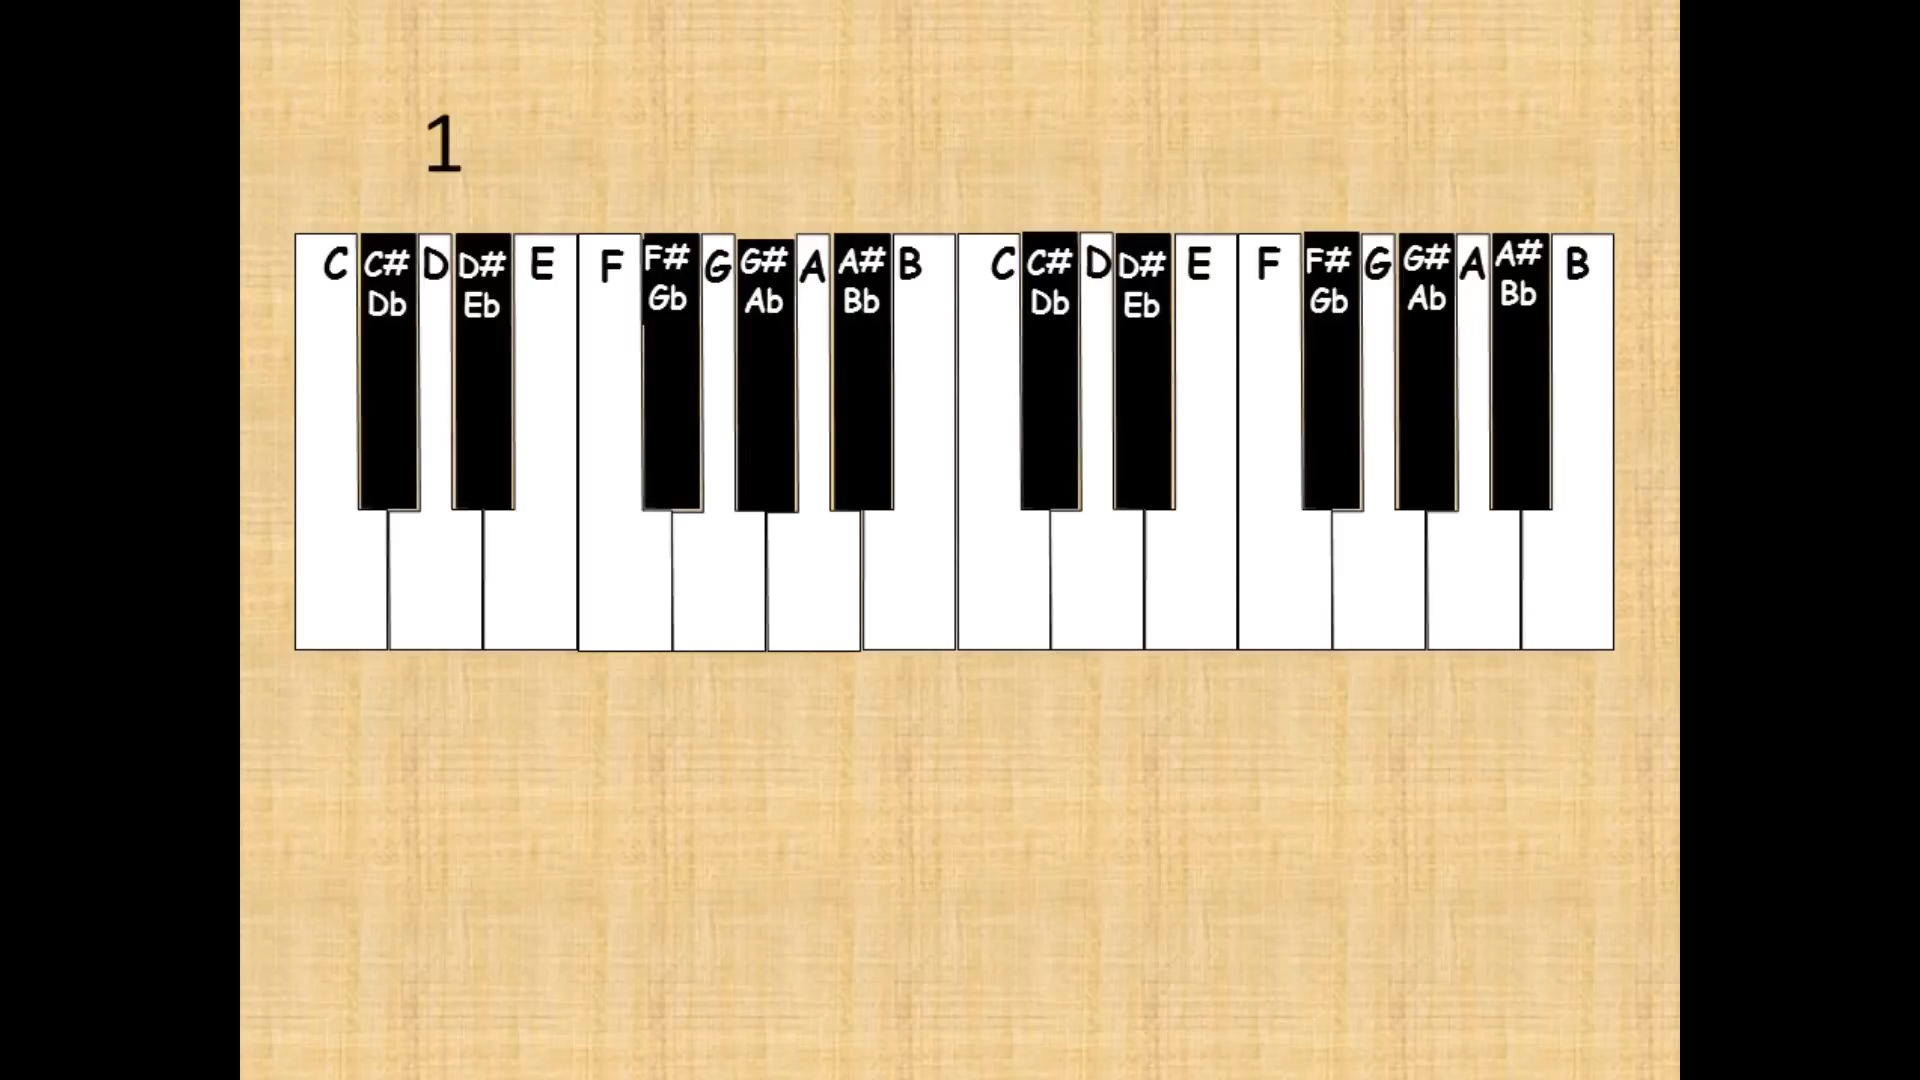 1
C C# D D# E F F# G G# A A# B C C# D D# E F F# G G# A A# B
Db Eb Gb Ab Bb Db Eb Gb Ab Bb